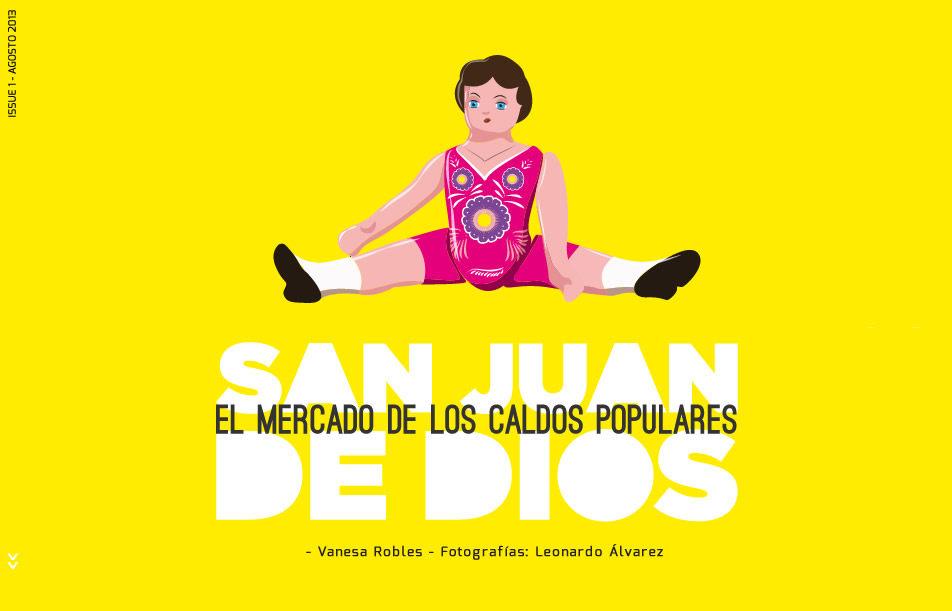 ISSUE 1 - AGOSTO 2013
SAN JUAN
EL MERCADO DE LOS CALDOS POPULARES
DE DIOS
- Vanesa Robles - Fotografías: Leonardo Álvarez